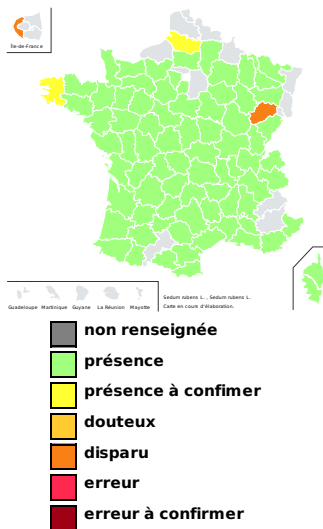 Île-de-France
Guadeloupe Martinique Guyane La Réunion Mayotte
Sedum rubens L. , Sedum rubens L.
Carte en cours d'élaboration.
non renseignée
présence
présence à confimer
douteux
disparu
erreur
erreur à confirmer